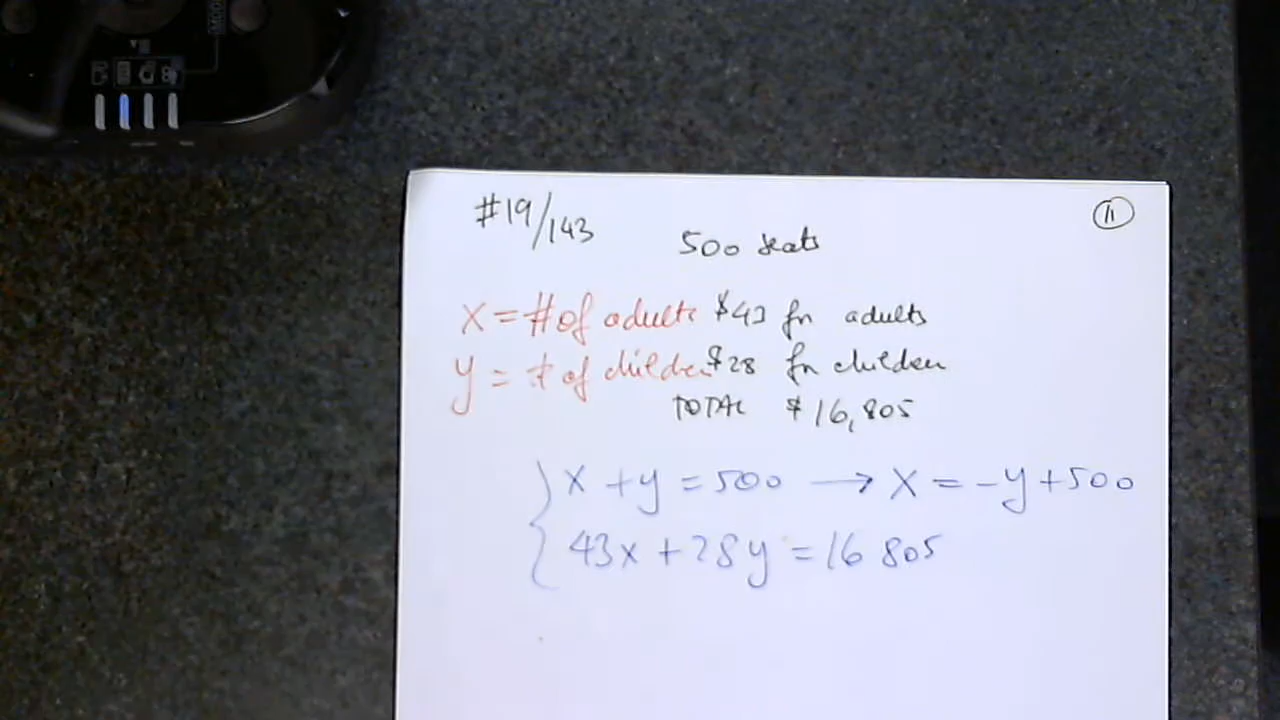 #19/143
11
500 seats
x = # of adults $43 for adults
y = # of children $28 for children
TOTAL $16,805
x + y = 500 → x = -y + 500
43x + 28y = 16 805